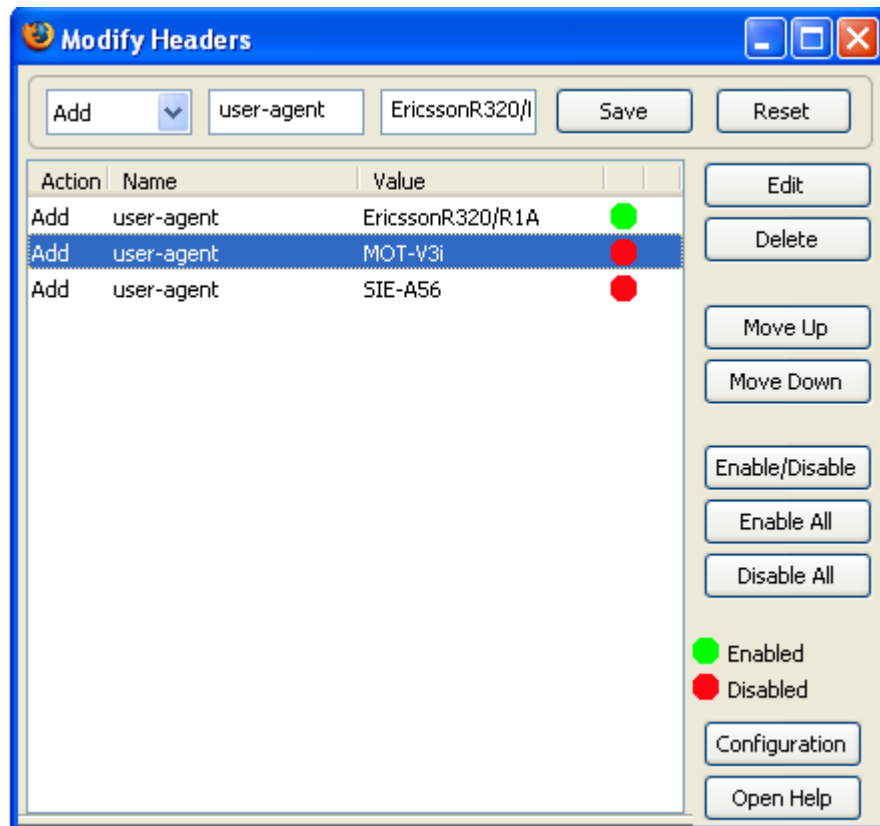 Modify Headers
Add user-agent EricssonR320/ Save Reset
Action Name Value
Add user-agent EricssonR320/R1A
Add user-agent MOT-V3i
Add user-agent SIE-A56
Edit
Delete
Move Up
Move Down
Enable/Disable
Enable All
Disable All
Enabled
Disabled
Configuration
Open Help